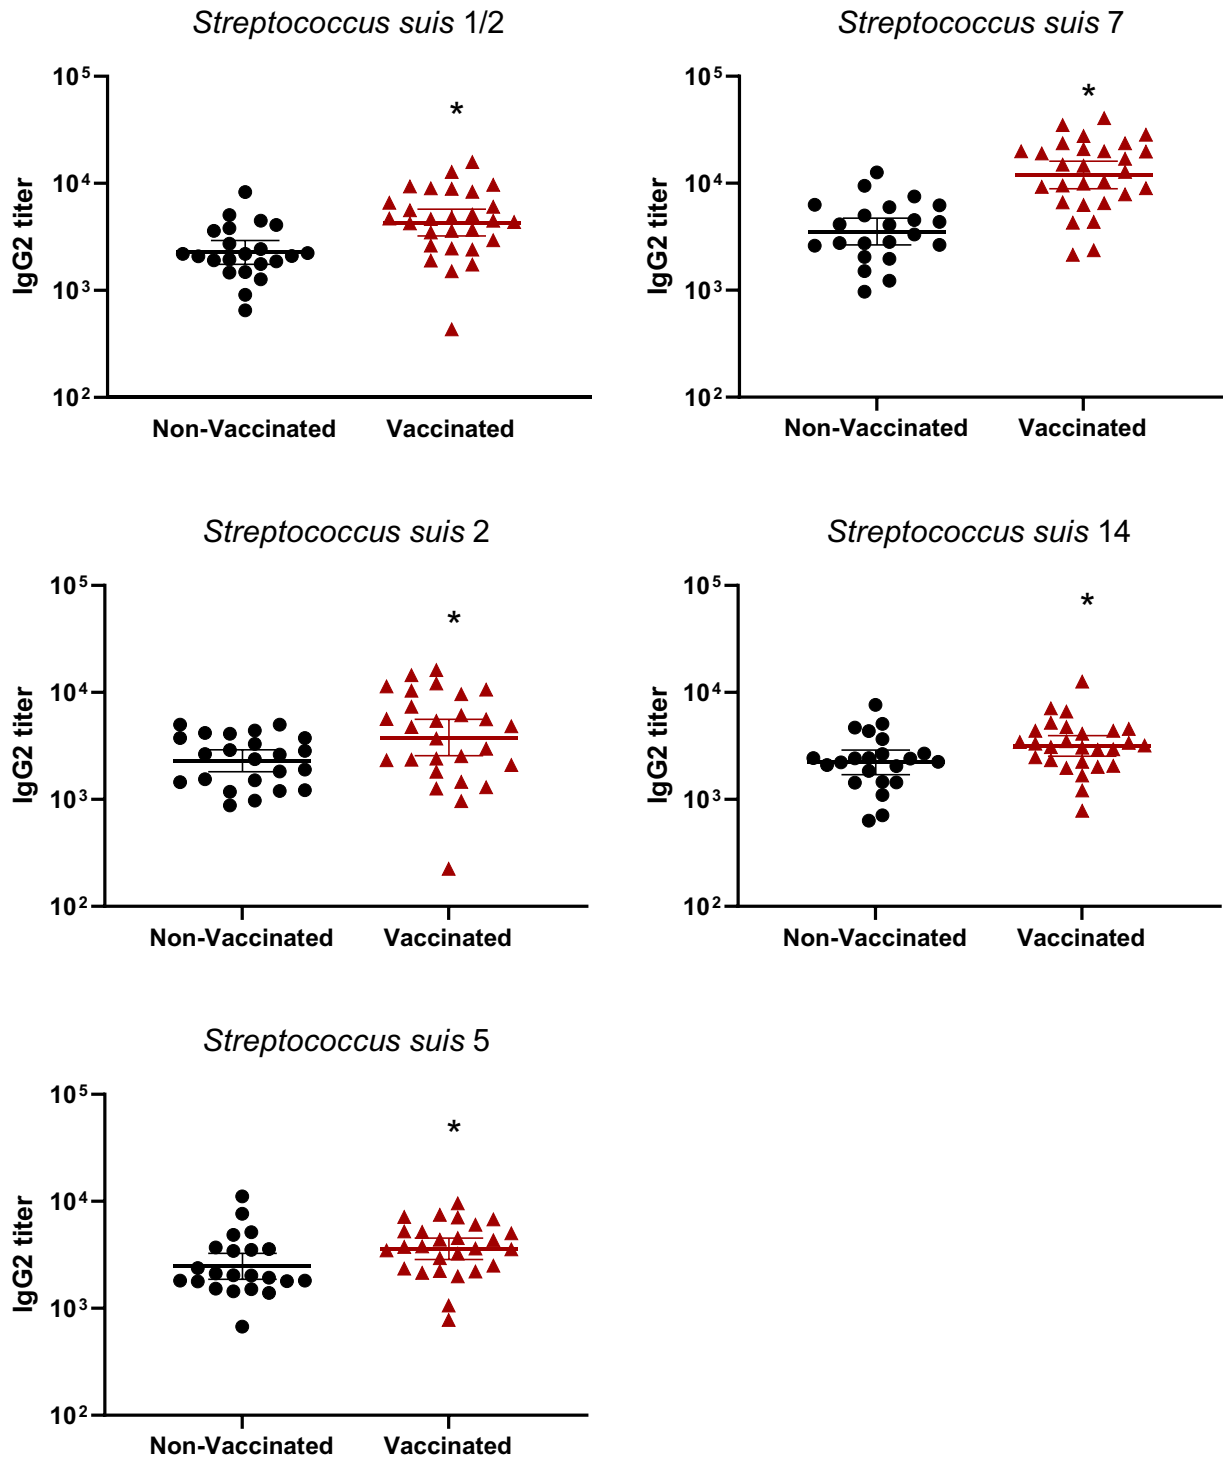 Streptococcus suis 1/2
10⁵
*
10⁴
IgG2 titer
10³
10²
Non-Vaccinated Vaccinated
Streptococcus suis 7
10⁵
*
10⁴
IgG2 titer
10³
10²
Non-Vaccinated Vaccinated
Streptococcus suis 2
10⁵
*
10⁴
IgG2 titer
10³
10²
Non-Vaccinated Vaccinated
Streptococcus suis 14
10⁵
*
10⁴
IgG2 titer
10³
10²
Non-Vaccinated Vaccinated
Streptococcus suis 5
10⁵
*
10⁴
IgG2 titer
10³
10²
Non-Vaccinated Vaccinated